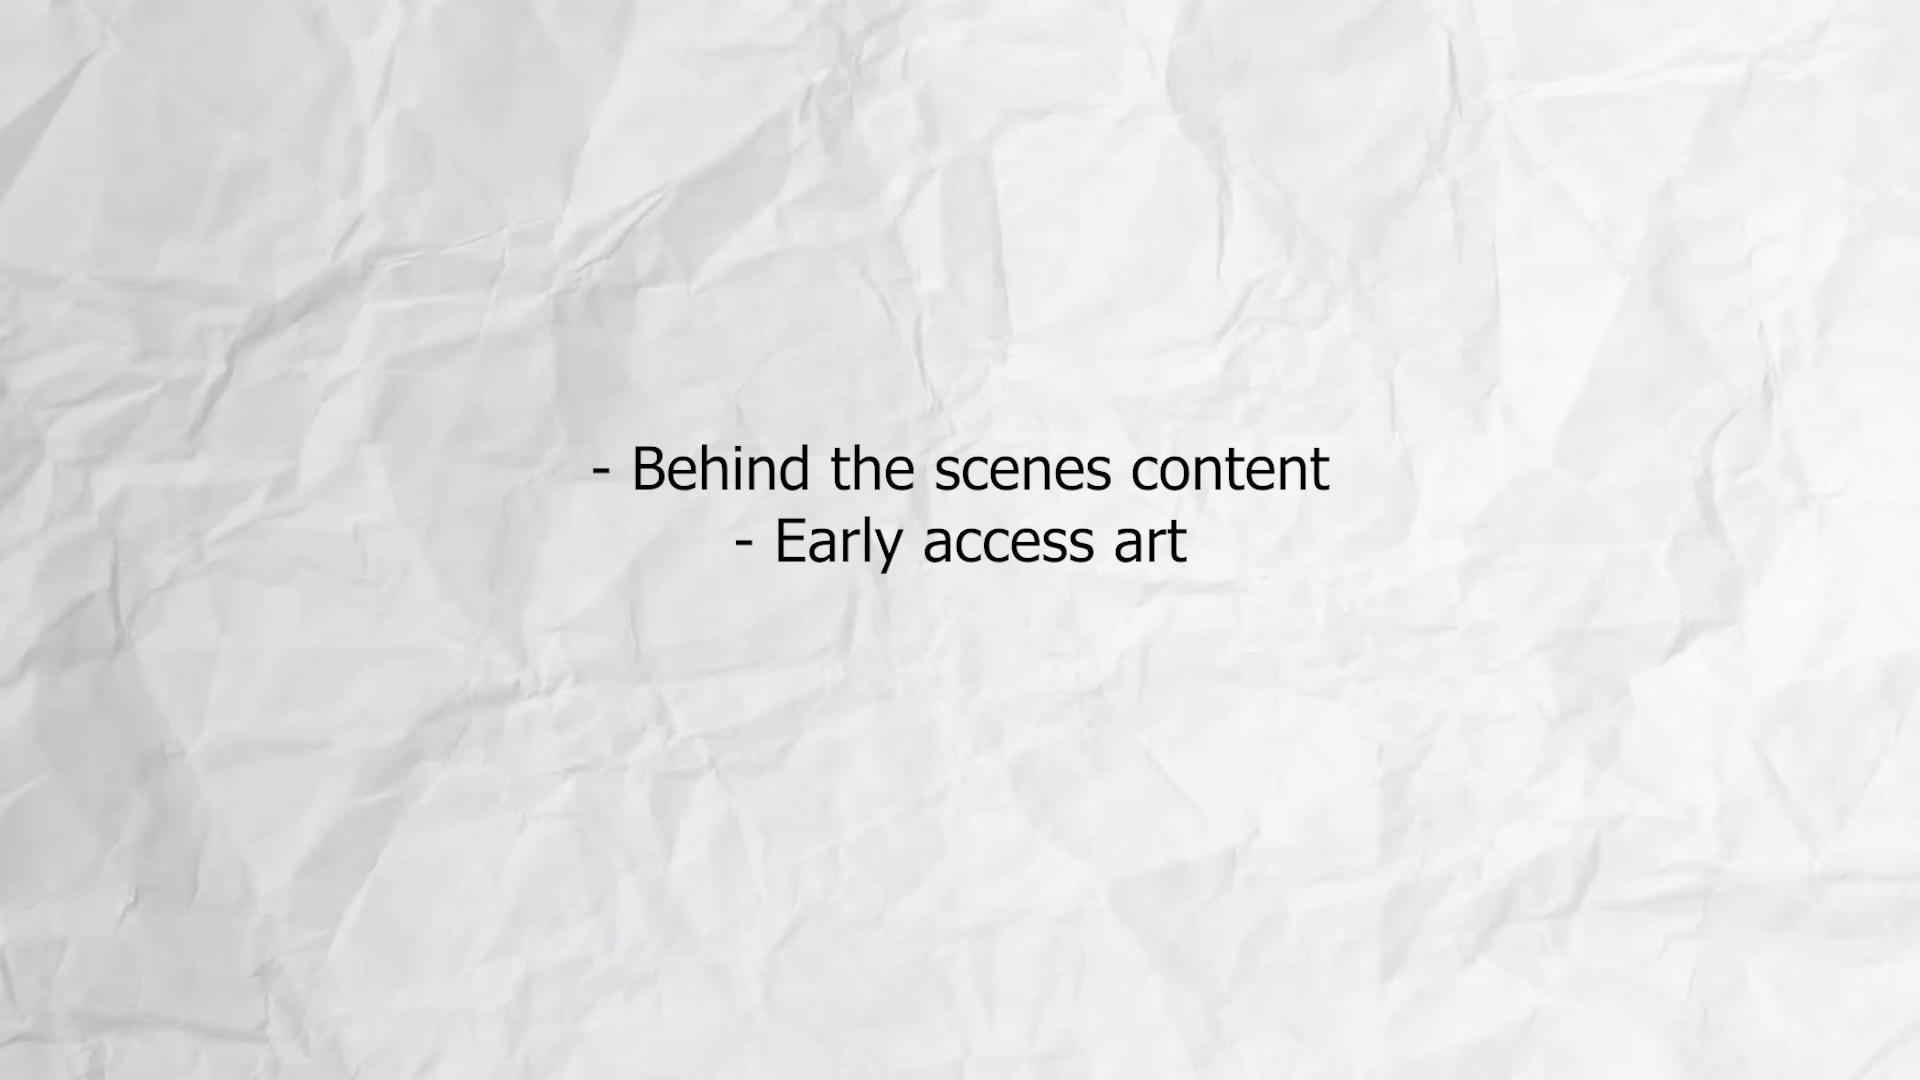 - Behind the scenes content
- Early access art